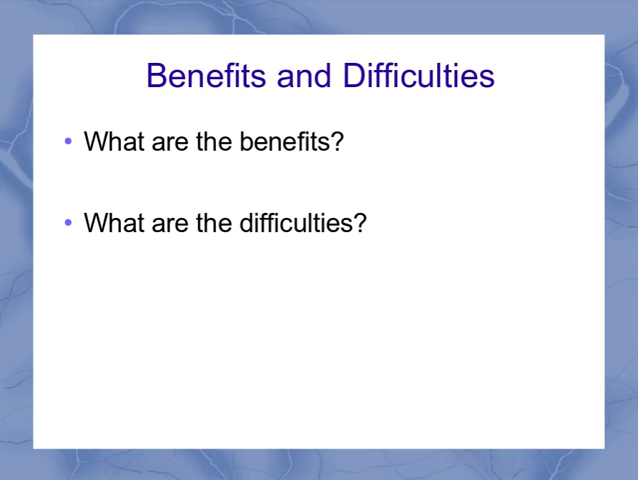 Benefits and Difficulties
• What are the benefits?
• What are the difficulties?